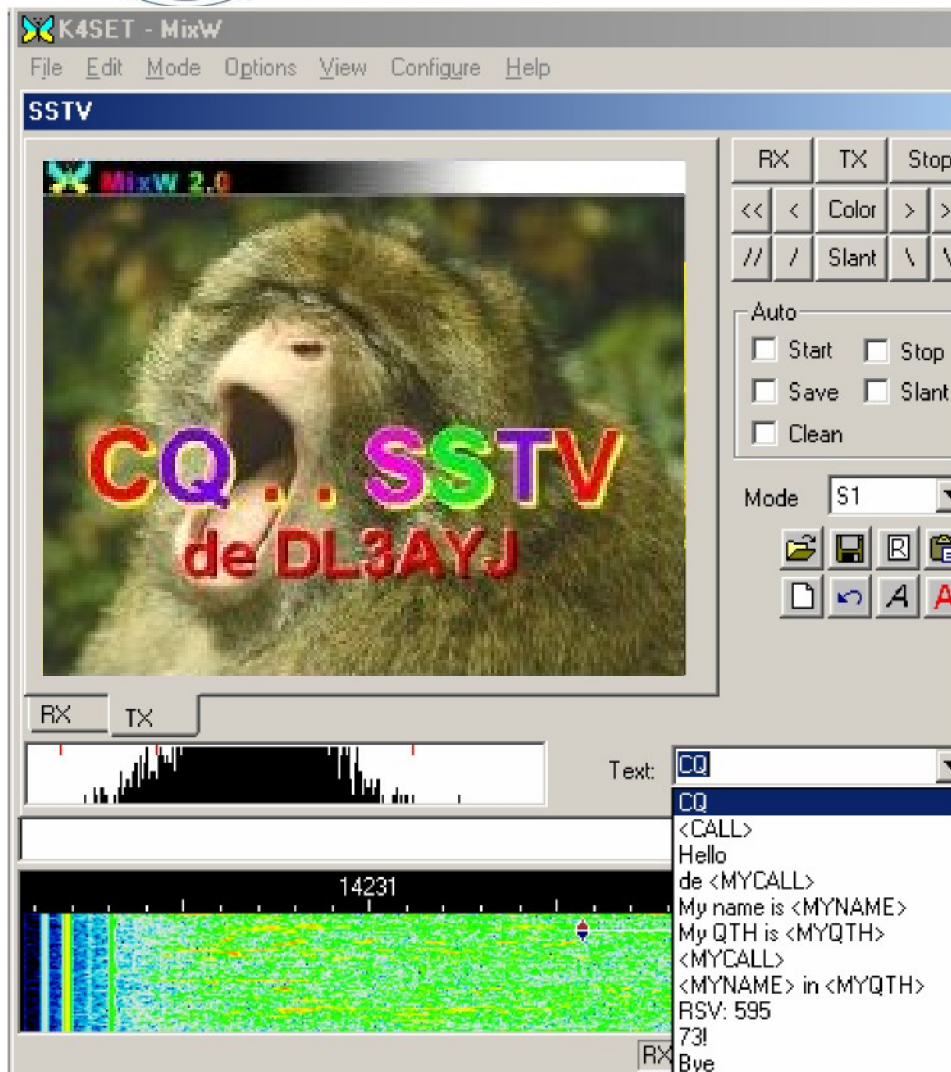 K4SET - MixW
File Edit Mode Options View Configure Help
SSTV
MixW 2.0
CQ . . SSTV
de DL3AYJ
RX TX Stop
<< < Color >
// / Slant \
Auto
Start Stop
Save Slant
Clean
Mode S1
R
A A
RX TX
Text: CQ
CQ
<CALL>
Hello
de <MYCALL>
My name is <MYNAME>
My QTH is <MYQTH>
<MYCALL>
<MYNAME> in <MYQTH>
RSV: 595
73!
Bye
14231
RX